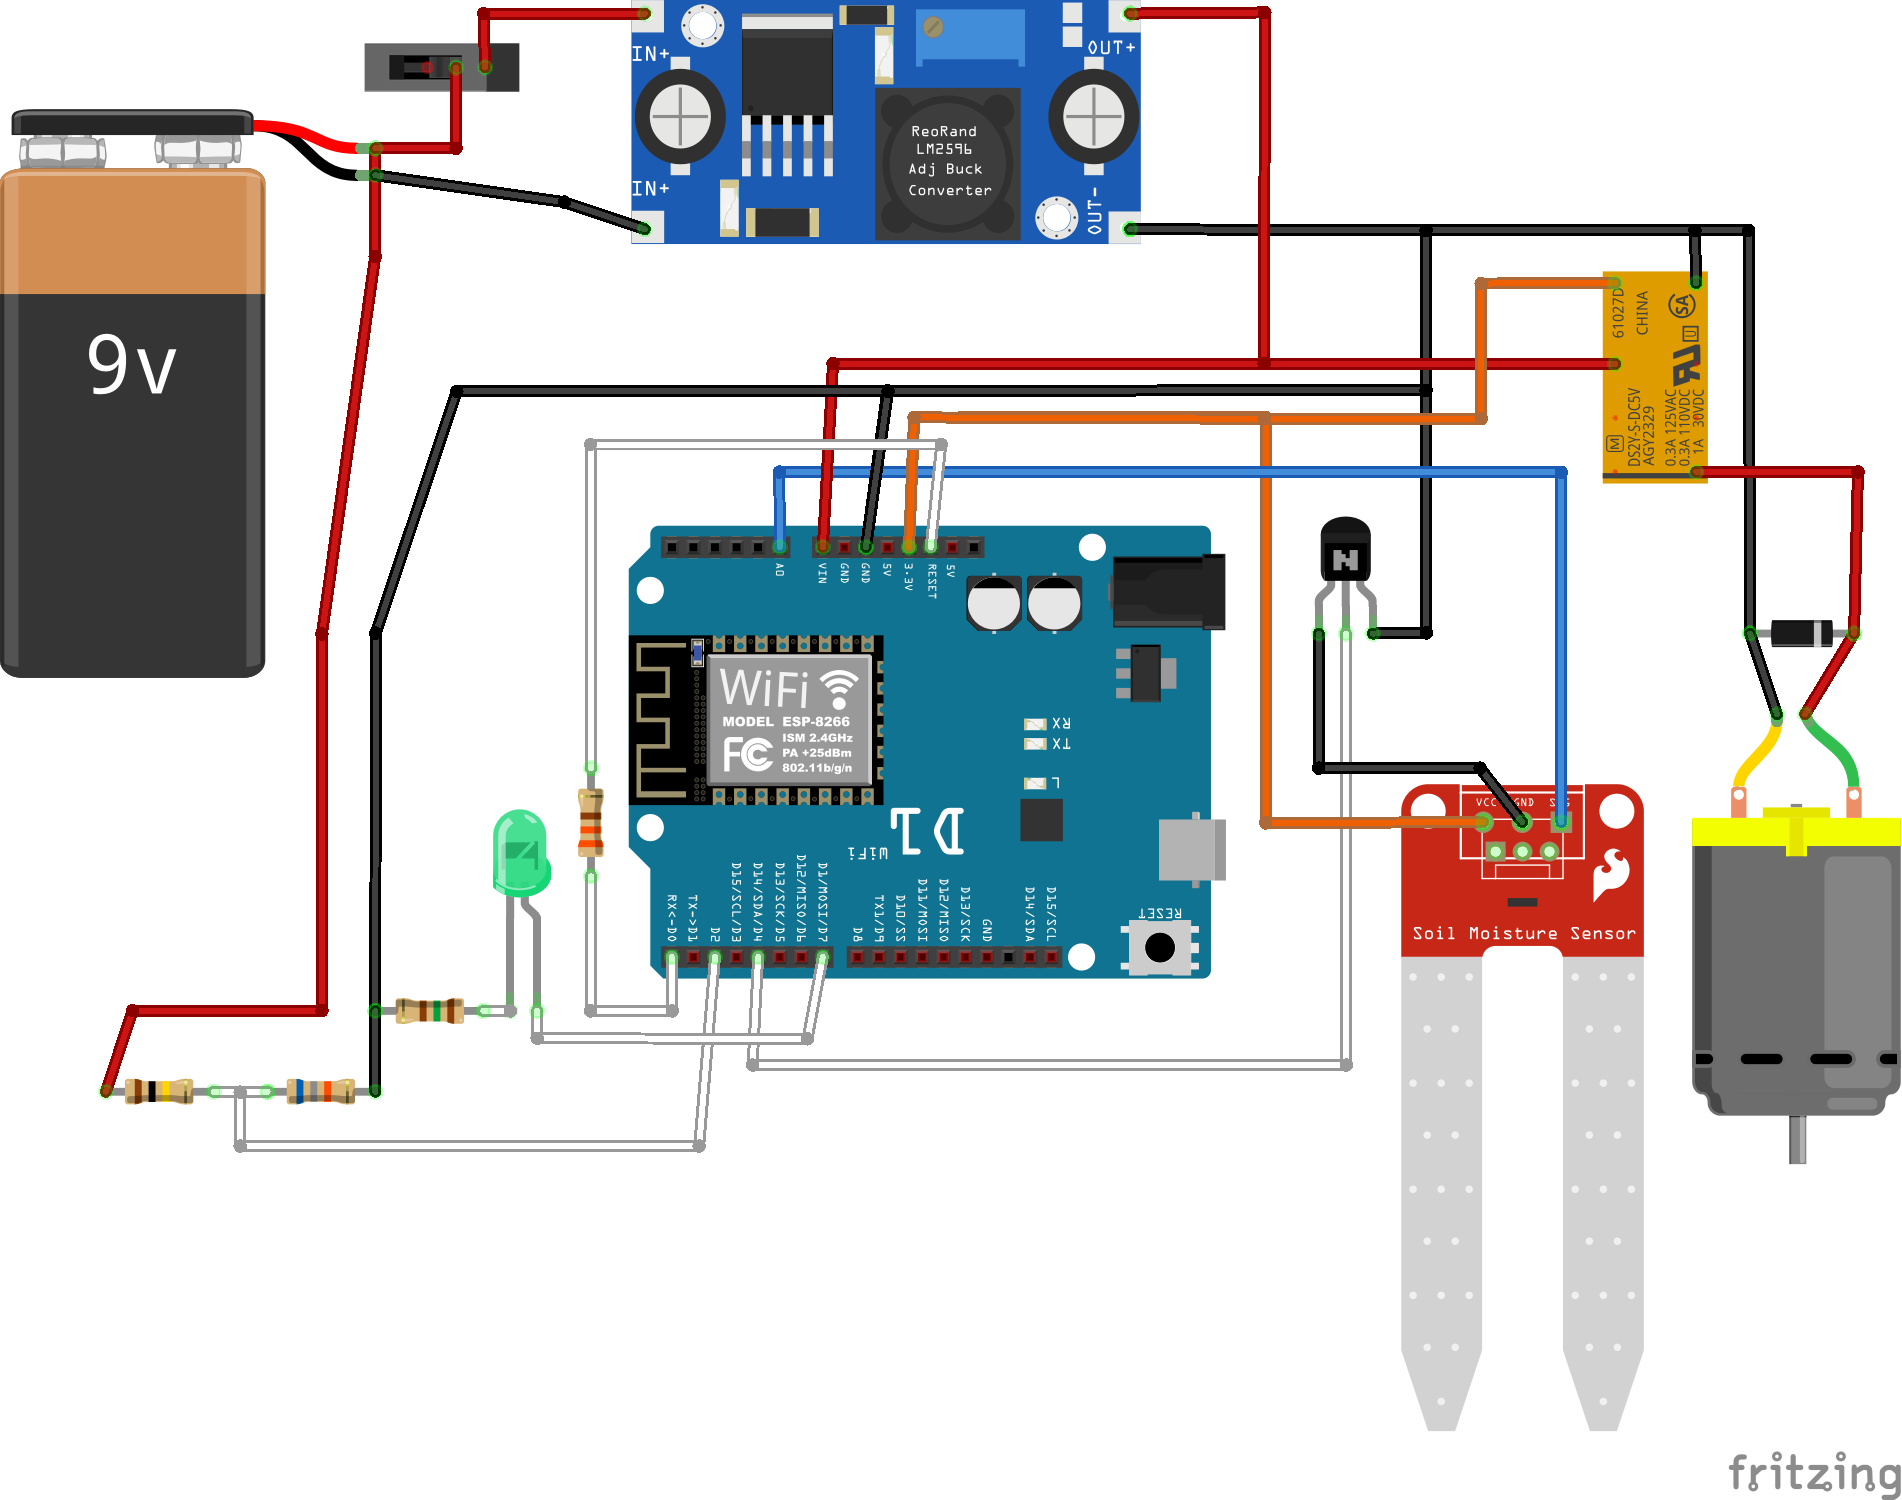 IN+
OUT+
ReoRand
LM2596
Adj Buck
Converter
IN+
OUT-
9v
61027D
CHINA
SA
U
M
DS2Y-S-DC5V
AGY2329
0.3A 125VAC
0.3A 110VDC
1A 30VDC
N
A0
VIN
GND
GND
5V
3.3V
RESET
5V
WiFi
MODEL ESP-8266
ISM 2.4GHz
PA +25dBm
802.11b/g/n
FC
RX
TX
L
D1
WiFi
RX<-D0
TX->D1
D2
D15/SCL/D3
D14/SDA/D4
D13/SCK/D5
D12/MISO/D6
D1/MOSI/D7
D8
TX1/D9
D10/SS
D11/MOSI
D12/MISO
D13/SCK
GND
D14/SDA
D15/SCL
RESET
VCC
GND
Soil Moisture Sensor
fritzing